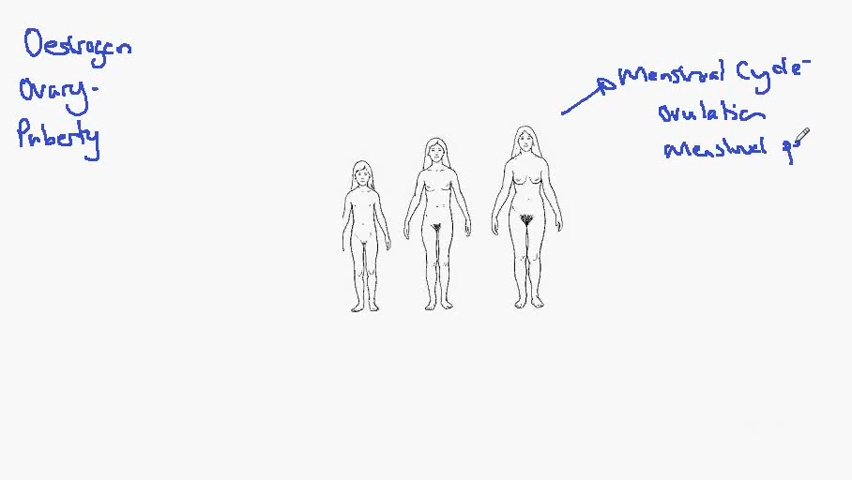 Oestrogen
Ovary-
Puberty
Menstrual Cycle-
Ovulation
Menstrual